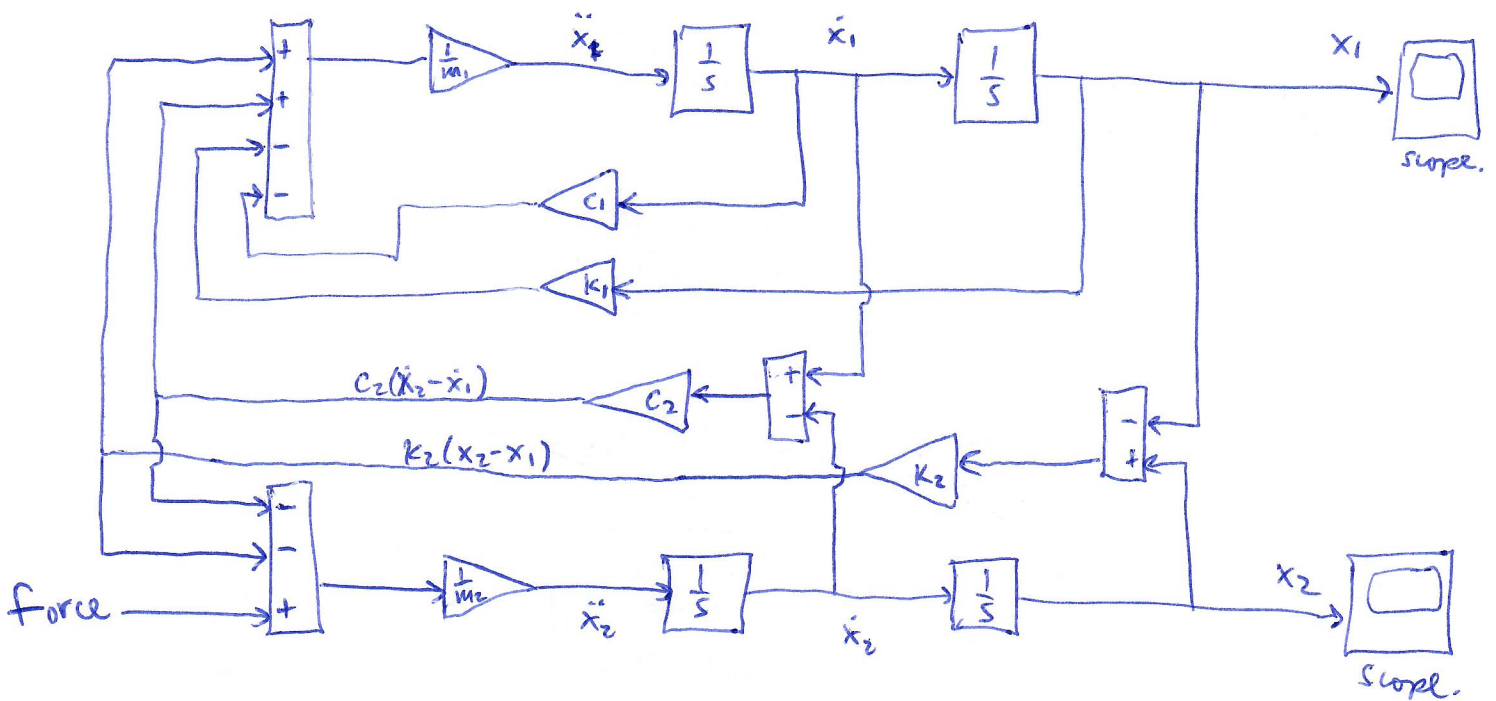 + 1/m₁ ẍ₁ 1/s ẋ₁ 1/s x₁
+
-
- C₁
scope.
K₁
C₂(ẋ₂-ẋ₁) C₂ + -
K₂(x₂-x₁) K₂ - +
-
-
force + 1/m₂ ẍ₂ 1/s ẋ₂ 1/s x₂
scope.